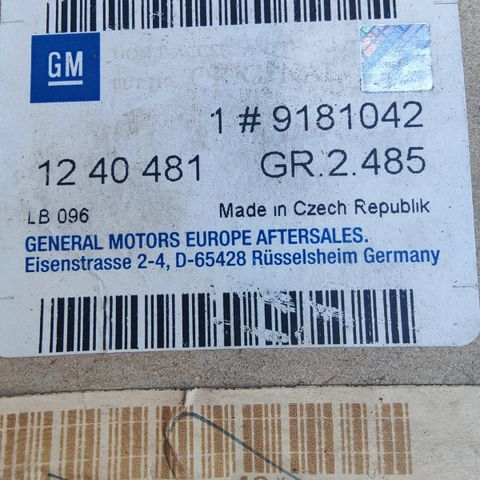 GM
1 # 9181042
12 40 481 GR.2.485
LB 096 Made in Czech Republik
GENERAL MOTORS EUROPE AFTERSALES.
Eisenstrasse 2-4, D-65428 Rüsselsheim Germany